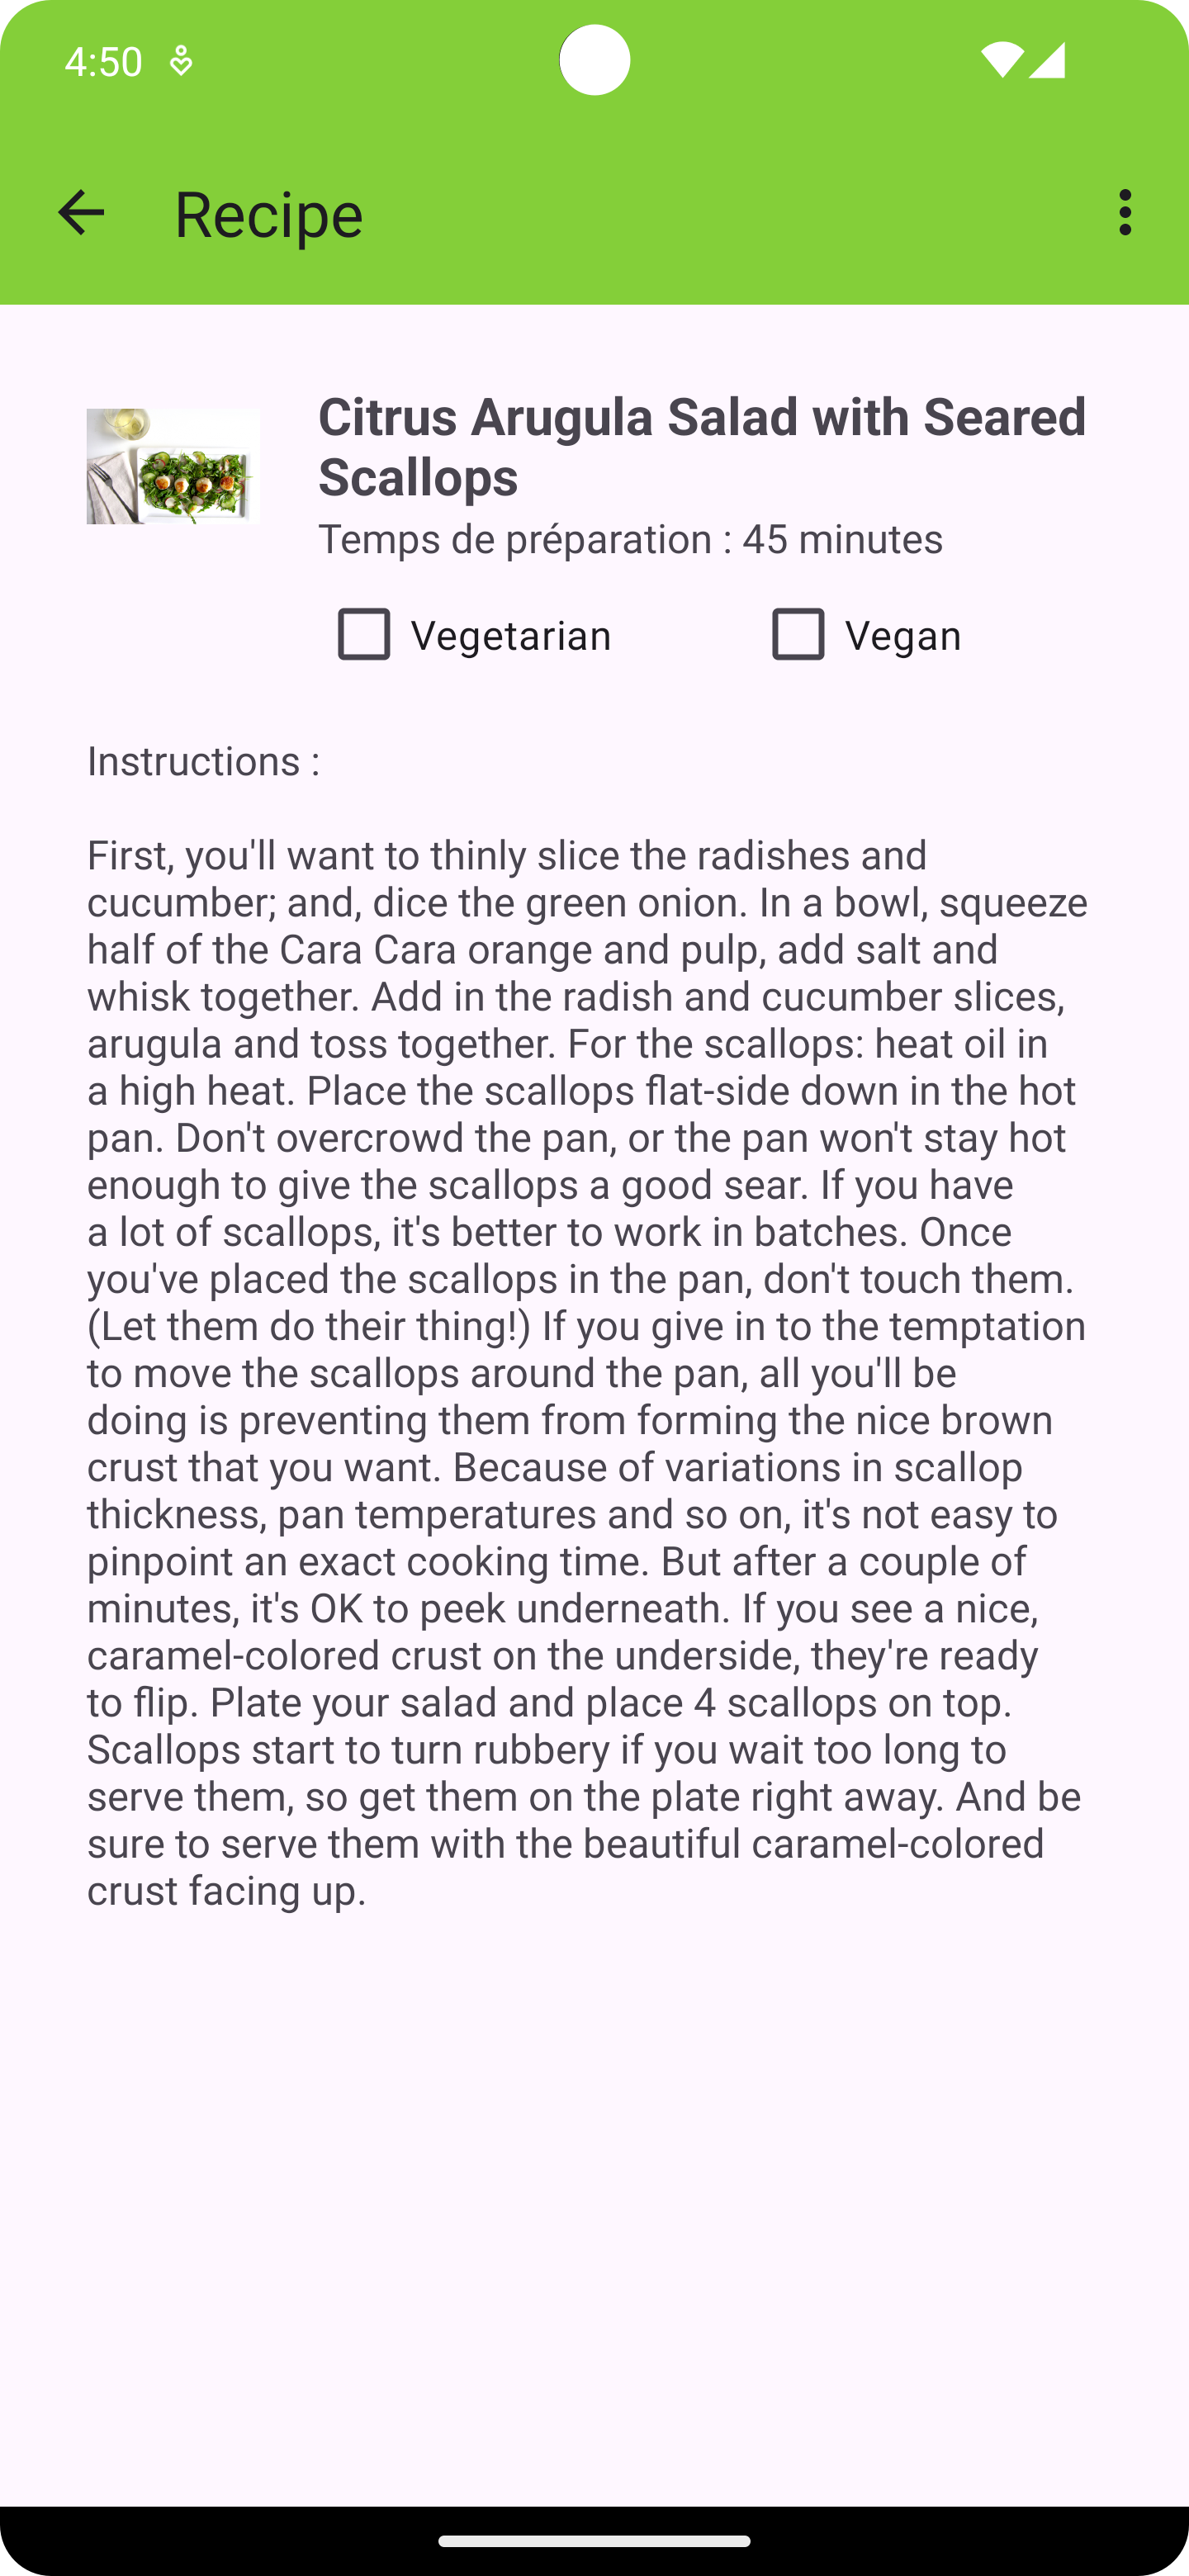 4:50
Recipe
Citrus Arugula Salad with Seared
Scallops
Temps de préparation : 45 minutes
Vegetarian
Vegan
Instructions :
First, you'll want to thinly slice the radishes and
cucumber; and, dice the green onion. In a bowl, squeeze
half of the Cara Cara orange and pulp, add salt and
whisk together. Add in the radish and cucumber slices,
arugula and toss together. For the scallops: heat oil in
a high heat. Place the scallops flat-side down in the hot
pan. Don't overcrowd the pan, or the pan won't stay hot
enough to give the scallops a good sear. If you have
a lot of scallops, it's better to work in batches. Once
you've placed the scallops in the pan, don't touch them.
(Let them do their thing!) If you give in to the temptation
to move the scallops around the pan, all you'll be
doing is preventing them from forming the nice brown
crust that you want. Because of variations in scallop
thickness, pan temperatures and so on, it's not easy to
pinpoint an exact cooking time. But after a couple of
minutes, it's OK to peek underneath. If you see a nice,
caramel-colored crust on the underside, they're ready
to flip. Plate your salad and place 4 scallops on top.
Scallops start to turn rubbery if you wait too long to
serve them, so get them on the plate right away. And be
sure to serve them with the beautiful caramel-colored
crust facing up.